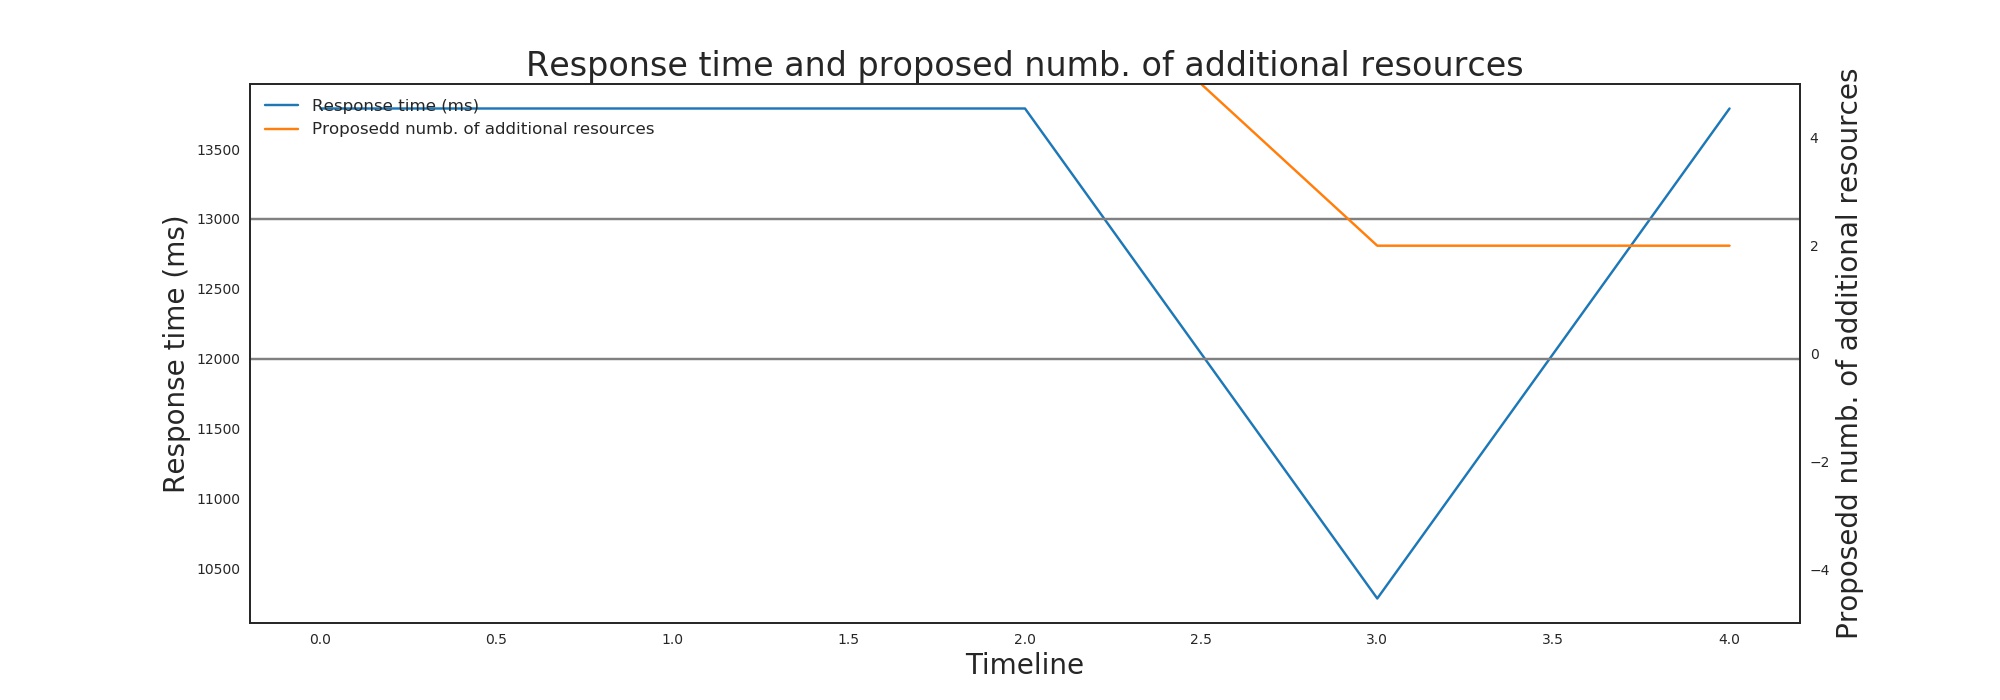 Response time and proposed numb. of additional resources
Response time (ms)
Proposedd numb. of additional resources
13500
13000
12500
12000
11500
11000
10500
Response time (ms)
4
2
0
−2
−4
Proposedd numb. of additional resources
0.0 0.5 1.0 1.5 2.0 2.5 3.0 3.5 4.0
Timeline